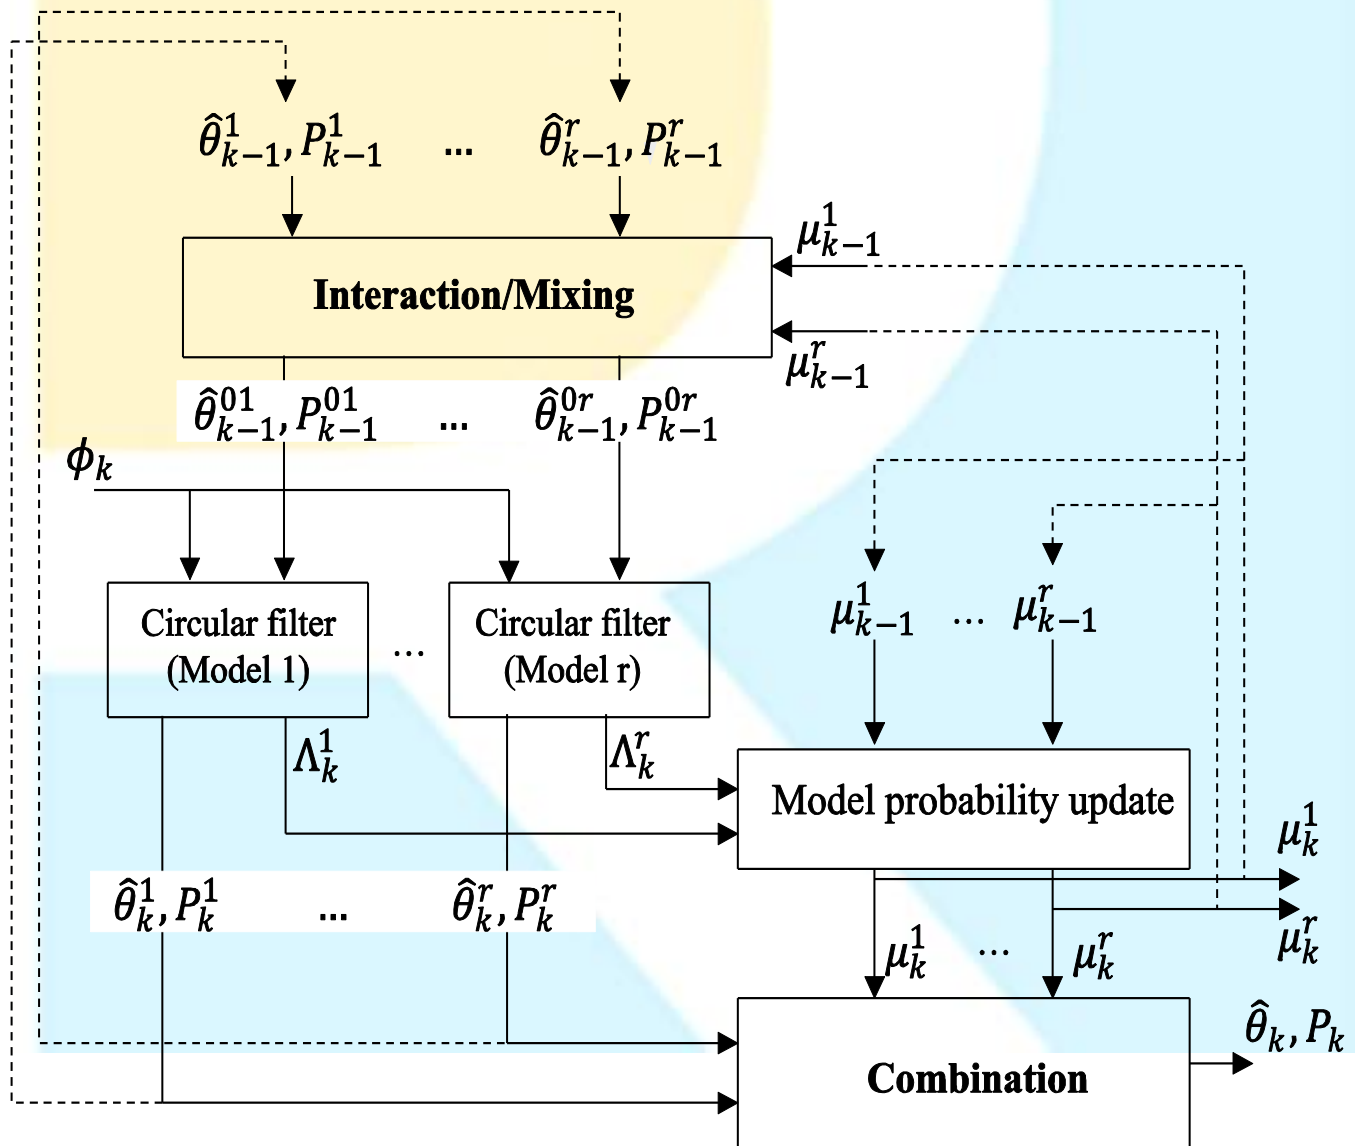 θ̂¹ₖ₋₁, P¹ₖ₋₁ ... θ̂ʳₖ₋₁, Pʳₖ₋₁
μ¹ₖ₋₁
Interaction/Mixing
μʳₖ₋₁
θ̂⁰¹ₖ₋₁, P⁰¹ₖ₋₁ ... θ̂⁰ʳₖ₋₁, P⁰ʳₖ₋₁
ϕₖ
Circular filter
(Model 1)
...
Circular filter
(Model r)
μ¹ₖ₋₁ ... μʳₖ₋₁
Λ¹ₖ
Λʳₖ
Model probability update
μ¹ₖ
θ̂¹ₖ, P¹ₖ ... θ̂ʳₖ, Pʳₖ
μʳₖ
μ¹ₖ ... μʳₖ
θ̂ₖ, Pₖ
Combination